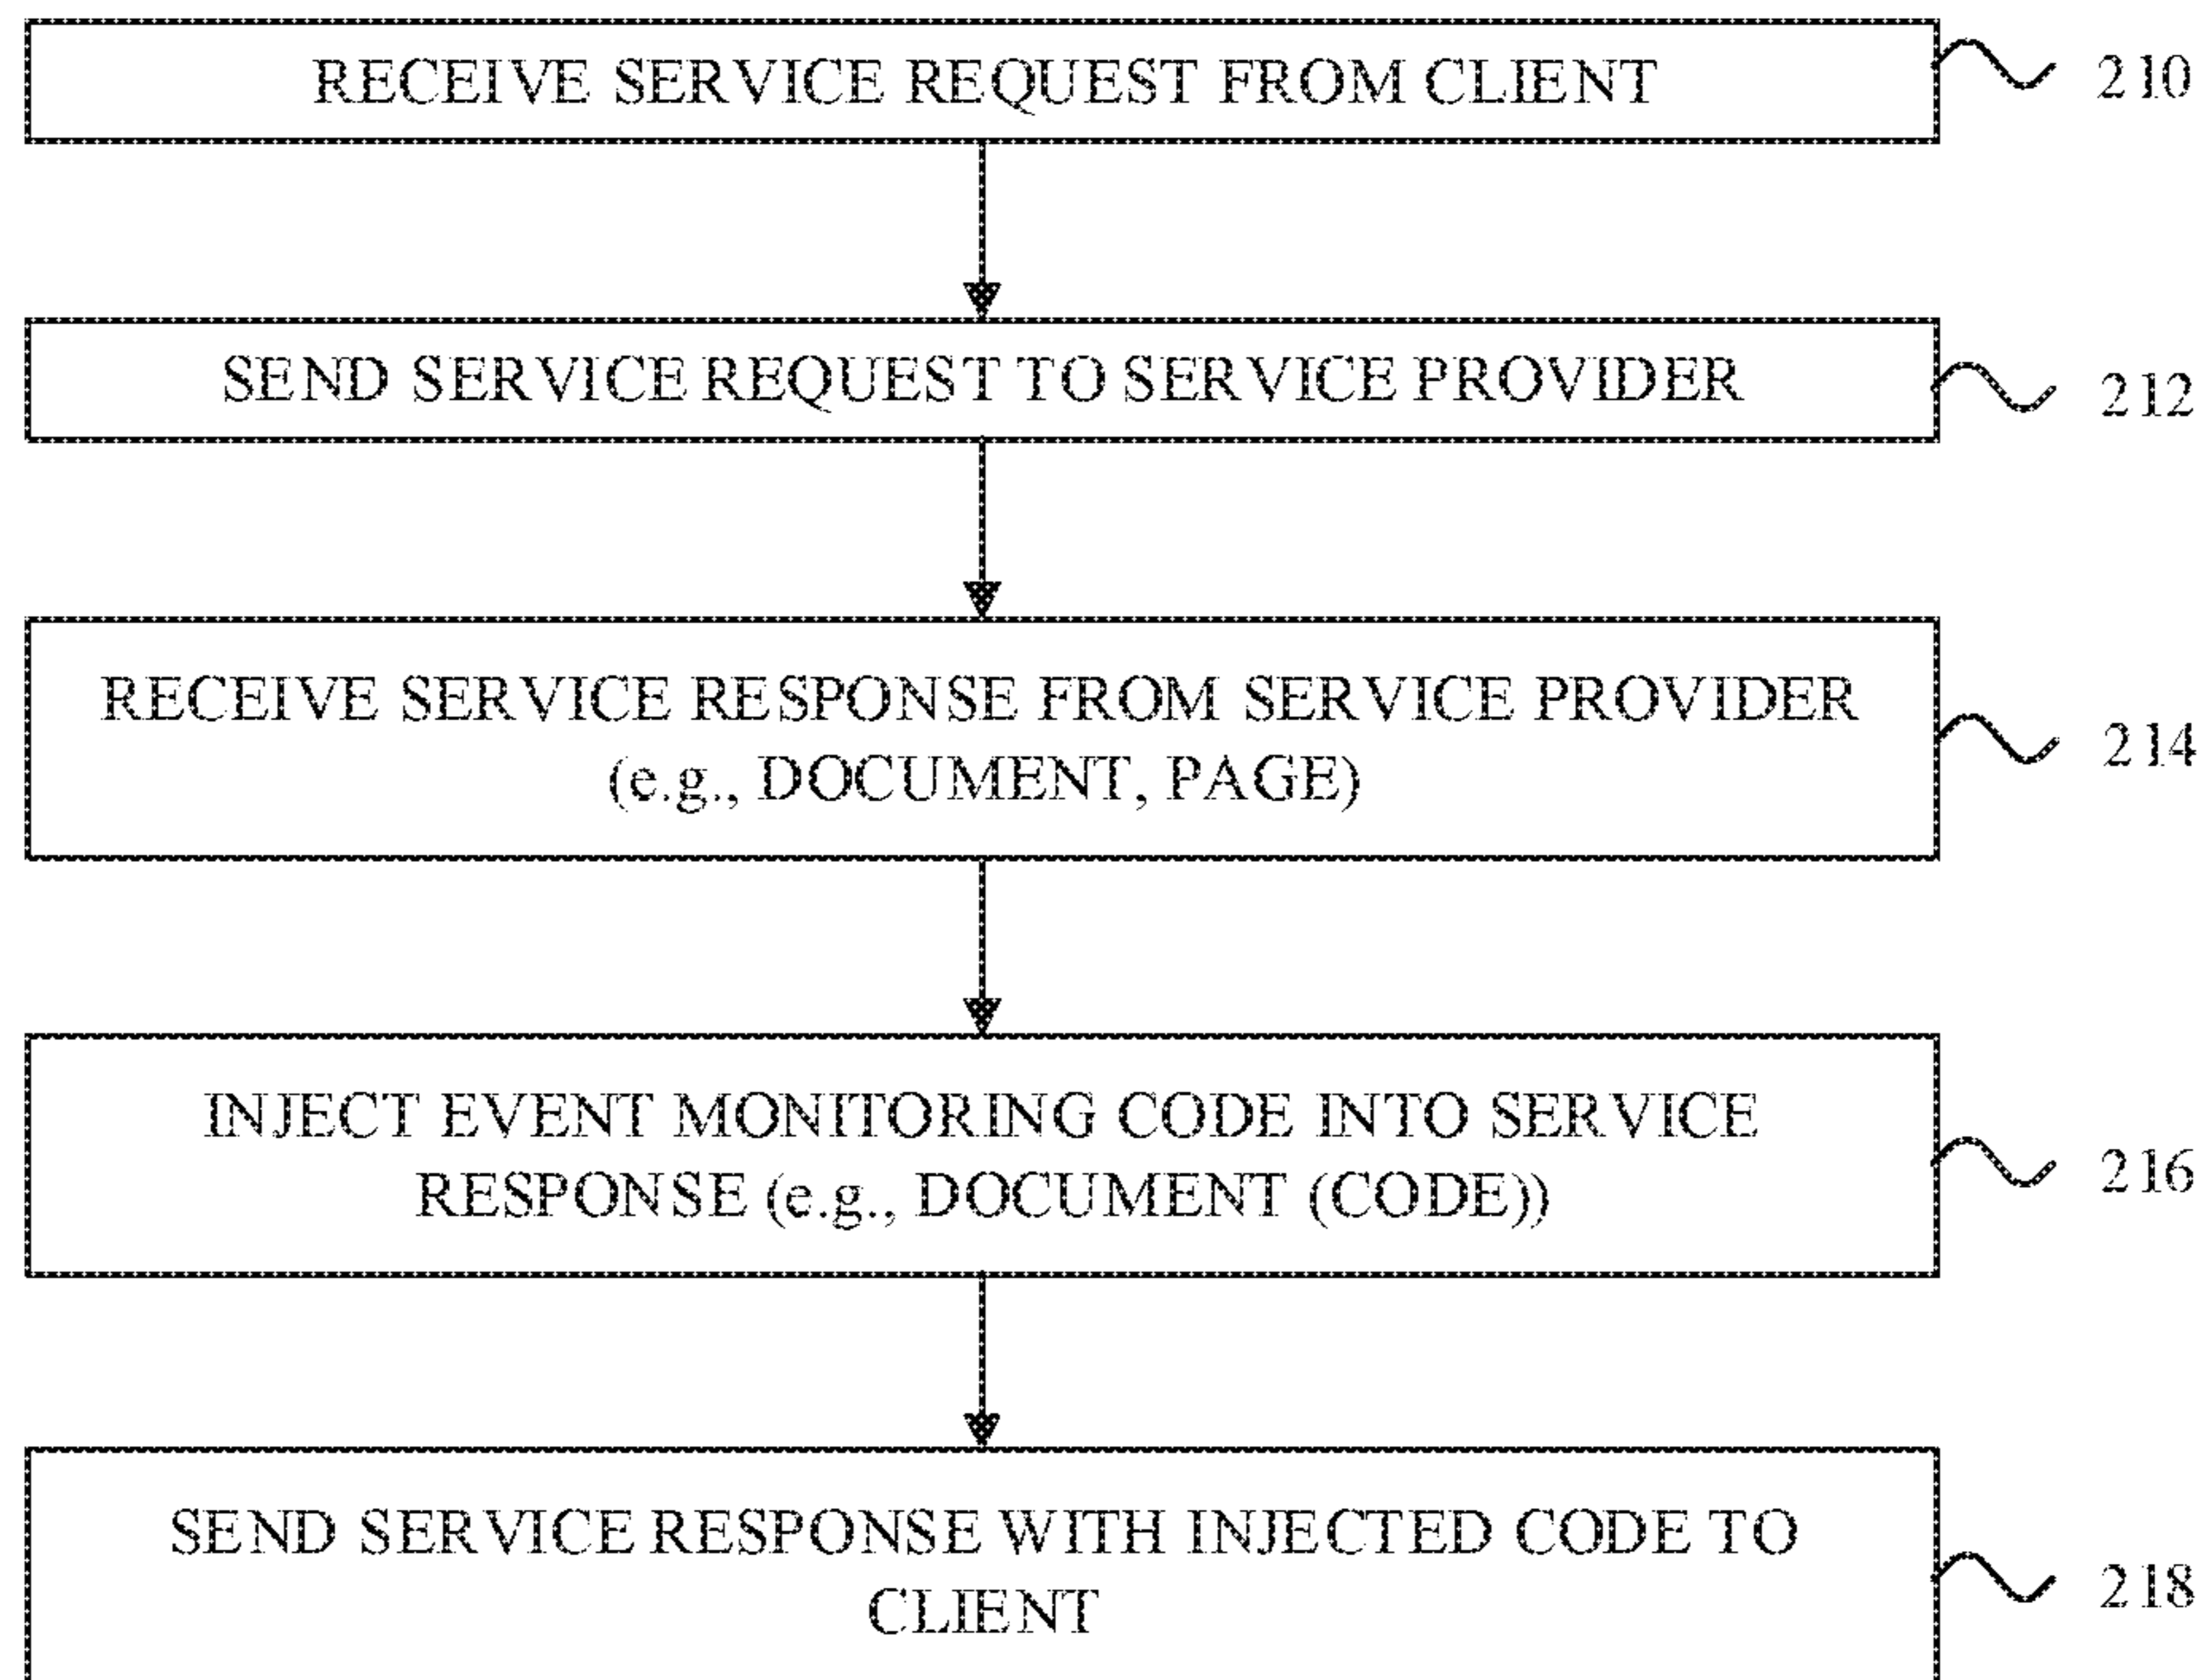 RECEIVE SERVICE REQUEST FROM CLIENT
210
SEND SERVICE REQUEST TO SERVICE PROVIDER
212
RECEIVE SERVICE RESPONSE FROM SERVICE PROVIDER
(e.g., DOCUMENT, PAGE)
214
INJECT EVENT MONITORING CODE INTO SERVICE
RESPONSE (e.g., DOCUMENT (CODE))
216
SEND SERVICE RESPONSE WITH INJECTED CODE TO
CLIENT
218